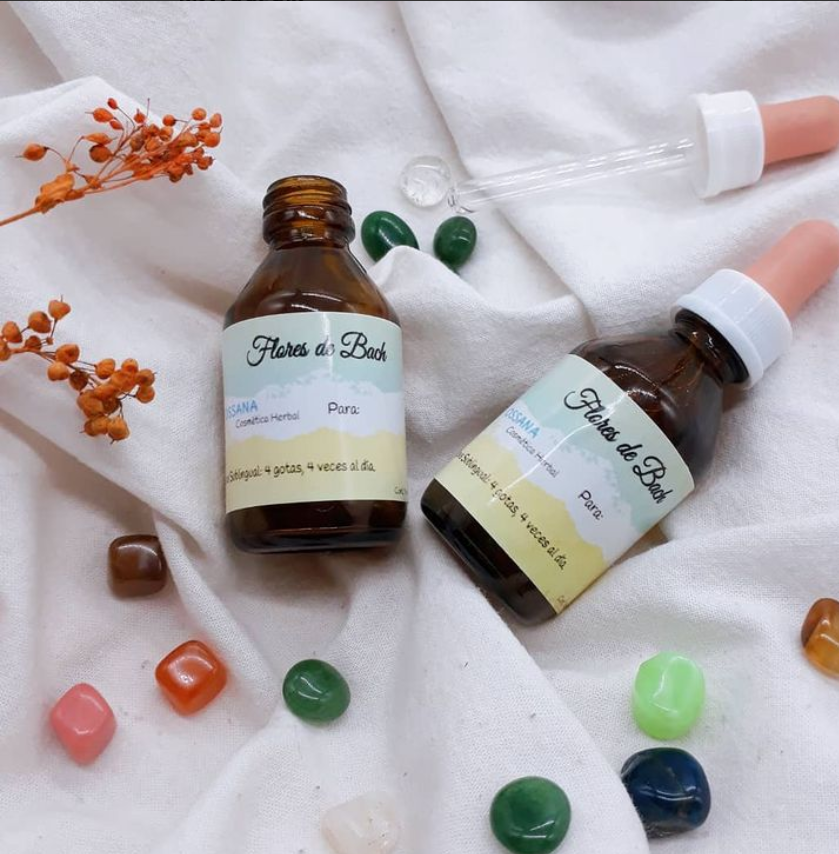 Flores de Bach
SSANA
Cosmética Herbal
Para:
Sublingual: 4 gotas, 4 veces al día.
Flores de Bach
OSSANA
Cosmética Herbal
Para:
Sublingual: 4 gotas, 4 veces al día.